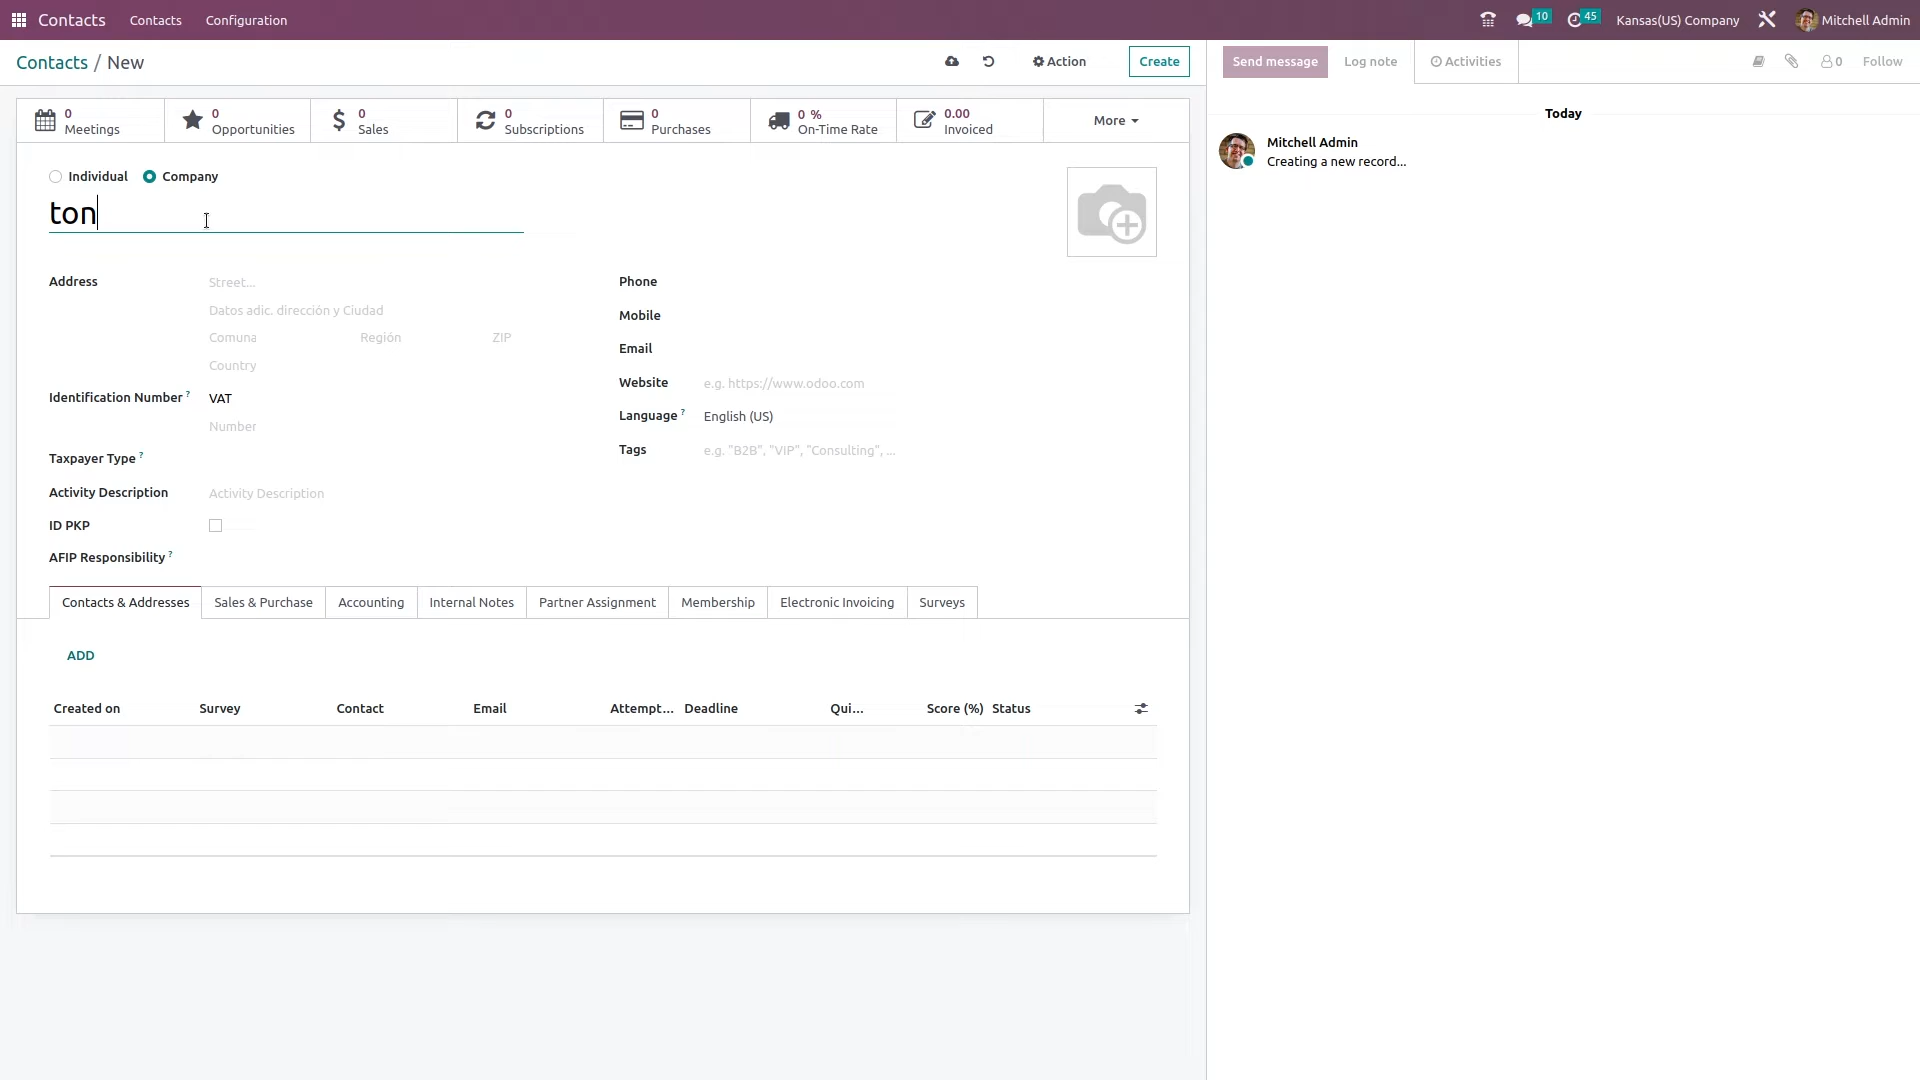 Contacts Contacts Configuration 10 45 Kansas(US) Company Mitchell Admin
Contacts / New Action Create Send message Log note Activities 0 Follow
0 Meetings 0 Opportunities $ 0 Sales 0 Subscriptions 0 Purchases 0 % On-Time Rate 0.00 Invoiced More
Individual Company
ton
Address Street...
Datos adic. dirección y Ciudad
Comuna Región ZIP
Country
Identification Number ? VAT
Number
Taxpayer Type ?
Activity Description Activity Description
ID PKP
AFIP Responsibility ?
Phone
Mobile
Email
Website e.g. https://www.odoo.com
Language ? English (US)
Tags e.g. "B2B", "VIP", "Consulting", ...
Contacts & Addresses Sales & Purchase Accounting Internal Notes Partner Assignment Membership Electronic Invoicing Surveys
ADD
Created on Survey Contact Email Attempt... Deadline Qui... Score (%) Status
Today
Mitchell Admin
Creating a new record...